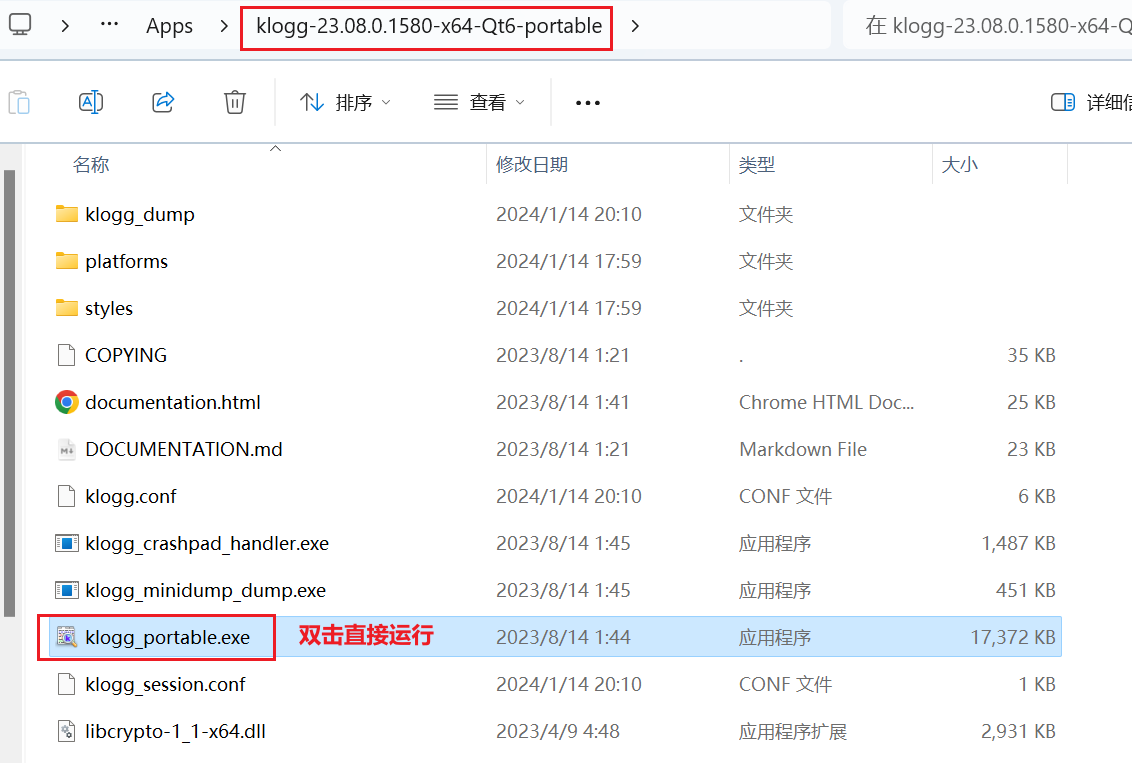 … Apps klogg-23.08.0.1580-x64-Qt6-portable 在 klogg-23.08.0.1580-x64-Q
排序 查看 ••• 详细信
名称 修改日期 类型 大小
klogg_dump 2024/1/14 20:10 文件夹
platforms 2024/1/14 17:59 文件夹
styles 2024/1/14 17:59 文件夹
COPYING 2023/8/14 1:21 . 35 KB
documentation.html 2023/8/14 1:41 Chrome HTML Doc... 25 KB
DOCUMENTATION.md 2023/8/14 1:21 Markdown File 23 KB
klogg.conf 2024/1/14 20:10 CONF 文件 6 KB
klogg_crashpad_handler.exe 2023/8/14 1:45 应用程序 1,487 KB
klogg_minidump_dump.exe 2023/8/14 1:45 应用程序 451 KB
klogg_portable.exe 双击直接运行 2023/8/14 1:44 应用程序 17,372 KB
klogg_session.conf 2024/1/14 20:10 CONF 文件 1 KB
libcrypto-1_1-x64.dll 2023/4/9 4:48 应用程序扩展 2,931 KB